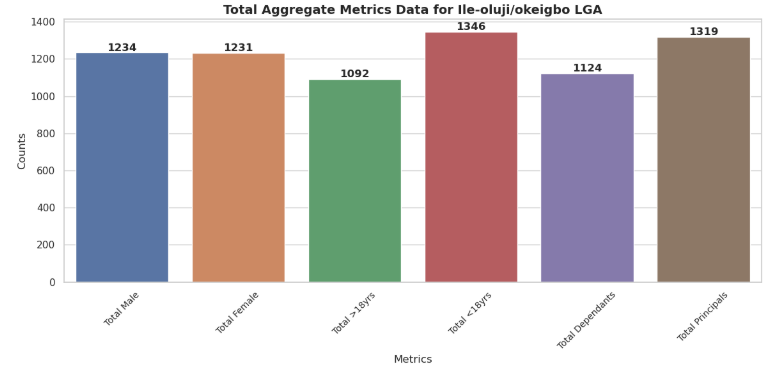 Total Aggregate Metrics Data for Ile-oluji/okeigbo LGA
Counts
1400
1200
1000
800
600
400
200
0
1234
1231
1092
1346
1124
1319
Total Male
Total Female
Total >18yrs
Total <18yrs
Total Dependants
Total Principals
Metrics